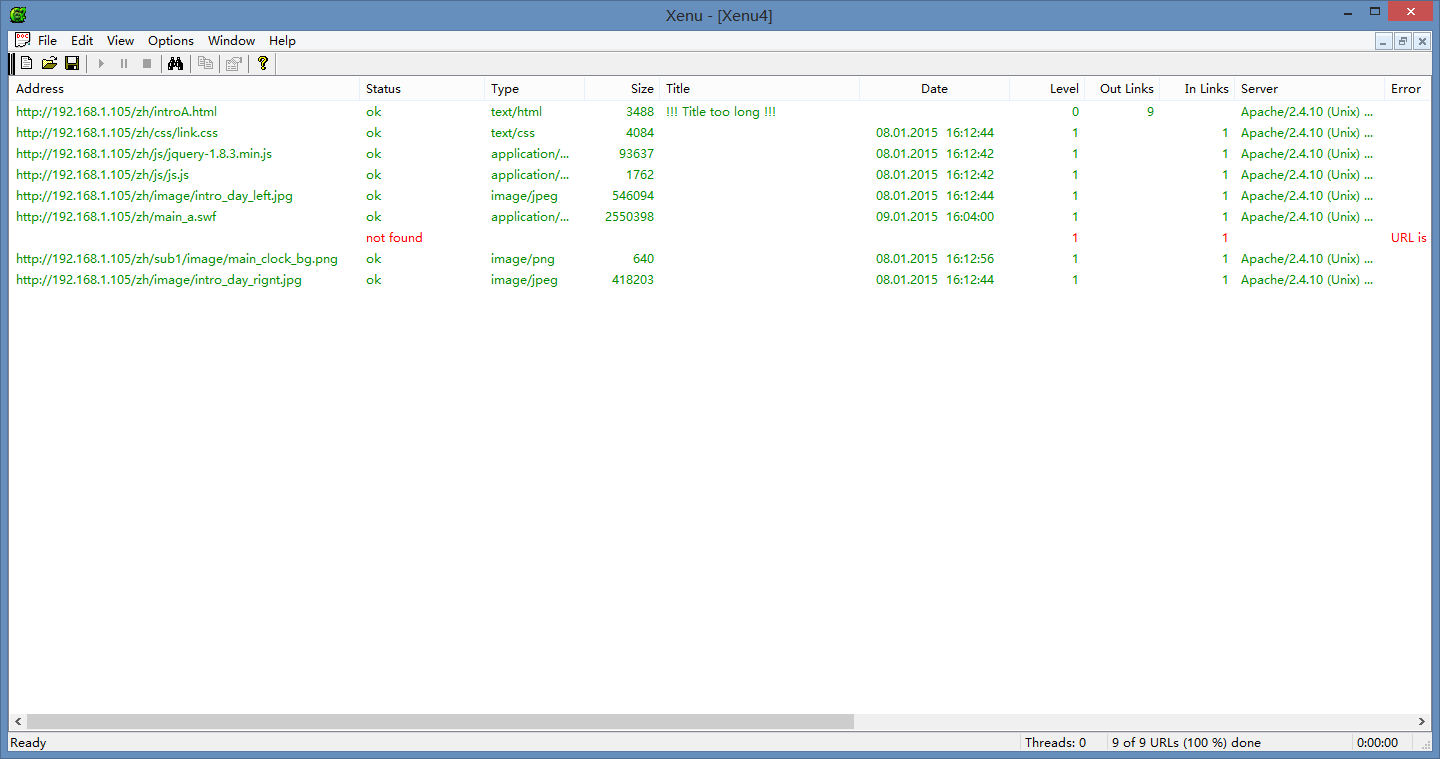 Xenu - [Xenu4]
File Edit View Options Window Help
Address Status Type Size Title Date Level Out Links In Links Server Error
http://192.168.1.105/zh/introA.html ok text/html 3488 !!! Title too long !!! 0 9 Apache/2.4.10 (Unix) ...
http://192.168.1.105/zh/css/link.css ok text/css 4084 08.01.2015 16:12:44 1 1 Apache/2.4.10 (Unix) ...
http://192.168.1.105/zh/js/jquery-1.8.3.min.js ok application/... 93637 08.01.2015 16:12:42 1 1 Apache/2.4.10 (Unix) ...
http://192.168.1.105/zh/js/js.js ok application/... 1762 08.01.2015 16:12:42 1 1 Apache/2.4.10 (Unix) ...
http://192.168.1.105/zh/image/intro_day_left.jpg ok image/jpeg 546094 08.01.2015 16:12:44 1 1 Apache/2.4.10 (Unix) ...
http://192.168.1.105/zh/main_a.swf ok application/... 2550398 09.01.2015 16:04:00 1 1 Apache/2.4.10 (Unix) ...
not found 1 1 URL is
http://192.168.1.105/zh/sub1/image/main_clock_bg.png ok image/png 640 08.01.2015 16:12:56 1 1 Apache/2.4.10 (Unix) ...
http://192.168.1.105/zh/image/intro_day_rignt.jpg ok image/jpeg 418203 08.01.2015 16:12:44 1 1 Apache/2.4.10 (Unix) ...
Ready Threads: 0 9 of 9 URLs (100 %) done 0:00:00